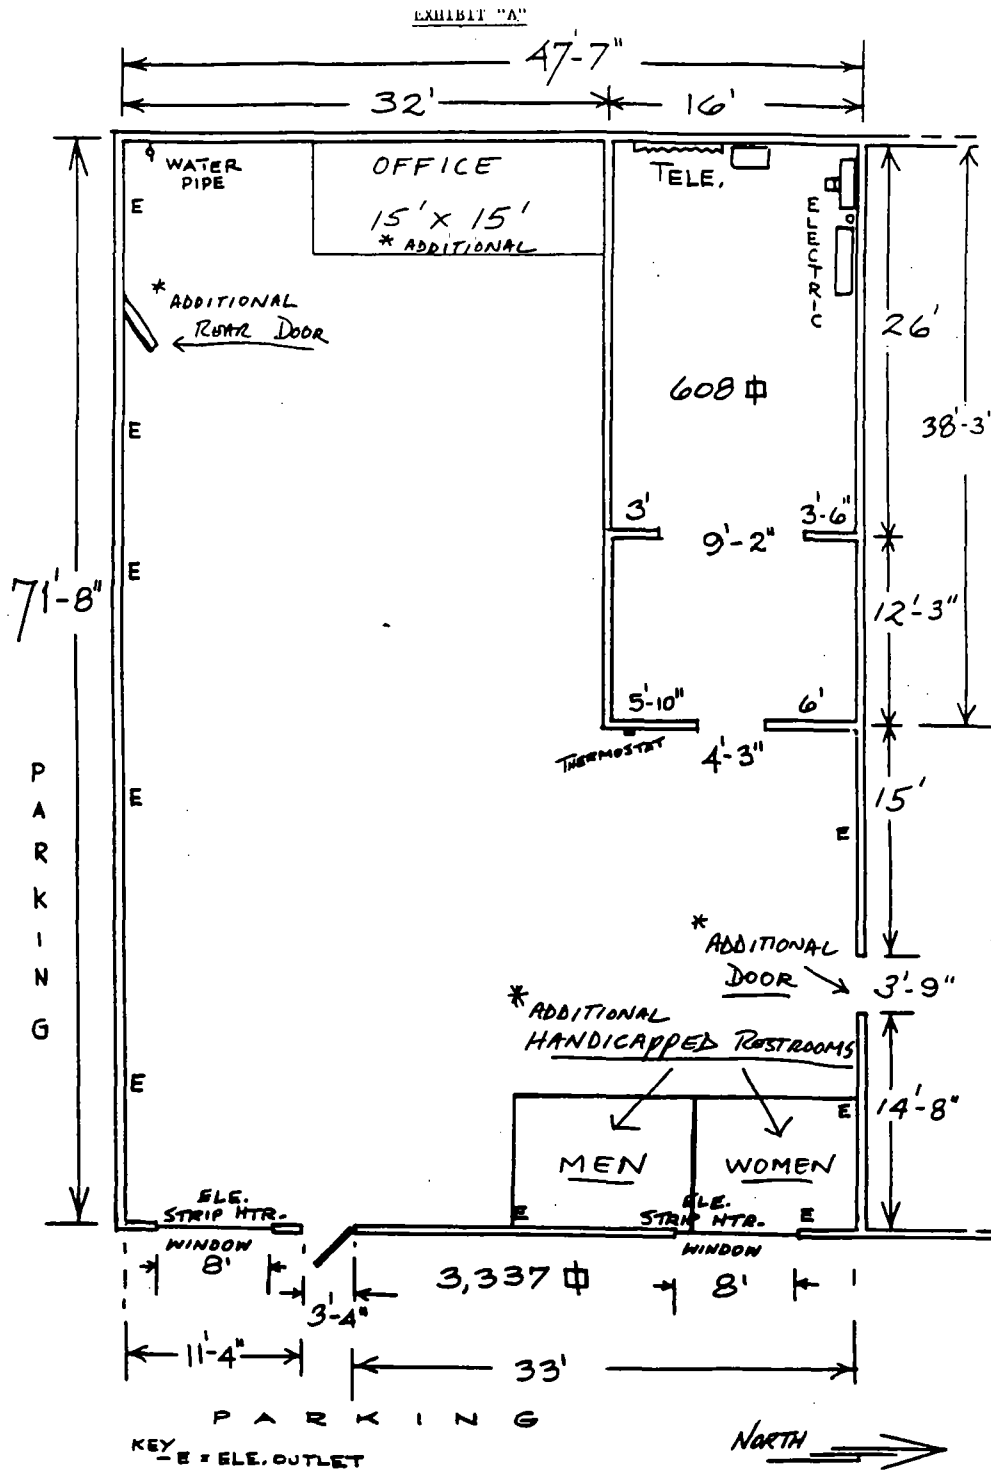 EXHIBIT "A"
47'-7"
32'
16'
WATER
PIPE
OFFICE
15' X 15'
* ADDITIONAL
TELE.
ELECTRIC
E
* ADDITIONAL
REAR DOOR
26'
608
38'-3'
E
3'
3'-6"
9'-2"
E
71'-8"
12'-3"
5'-10"
6'
THERMOSTAT
4'-3"
PARKING
E
15'
E
* ADDITIONAL
DOOR
3'-9"
* ADDITIONAL
HANDICAPPED RESTROOMS
E
E
14'-8"
MEN
WOMEN
ELE.
STRIP HTR.
WINDOW
8'
E
ELE.
STRIP HTR.
E
WINDOW
8'
3,337
3'-4"
11'-4"
33'
PARKING
KEY
- E = ELE. OUTLET
NORTH